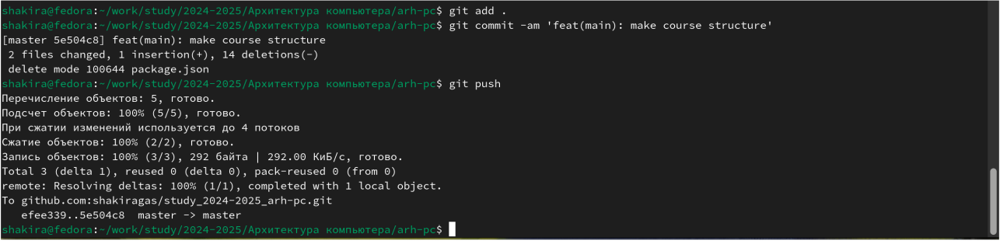 shakira@fedora:~/work/study/2024-2025/Архитектура компьютера/arh-pc$ git add .
shakira@fedora:~/work/study/2024-2025/Архитектура компьютера/arh-pc$ git commit -am 'feat(main): make course structure'
[master 5e504c8] feat(main): make course structure
 2 files changed, 1 insertion(+), 14 deletions(-)
 delete mode 100644 package.json
shakira@fedora:~/work/study/2024-2025/Архитектура компьютера/arh-pc$ git push
Перечисление объектов: 5, готово.
Подсчет объектов: 100% (5/5), готово.
При сжатии изменений используется до 4 потоков
Сжатие объектов: 100% (2/2), готово.
Запись объектов: 100% (3/3), 292 байта | 292.00 КиБ/с, готово.
Total 3 (delta 1), reused 0 (delta 0), pack-reused 0 (from 0)
remote: Resolving deltas: 100% (1/1), completed with 1 local object.
To github.com:shakiragas/study_2024-2025_arh-pc.git
   efee339..5e504c8  master -> master
shakira@fedora:~/work/study/2024-2025/Архитектура компьютера/arh-pc$